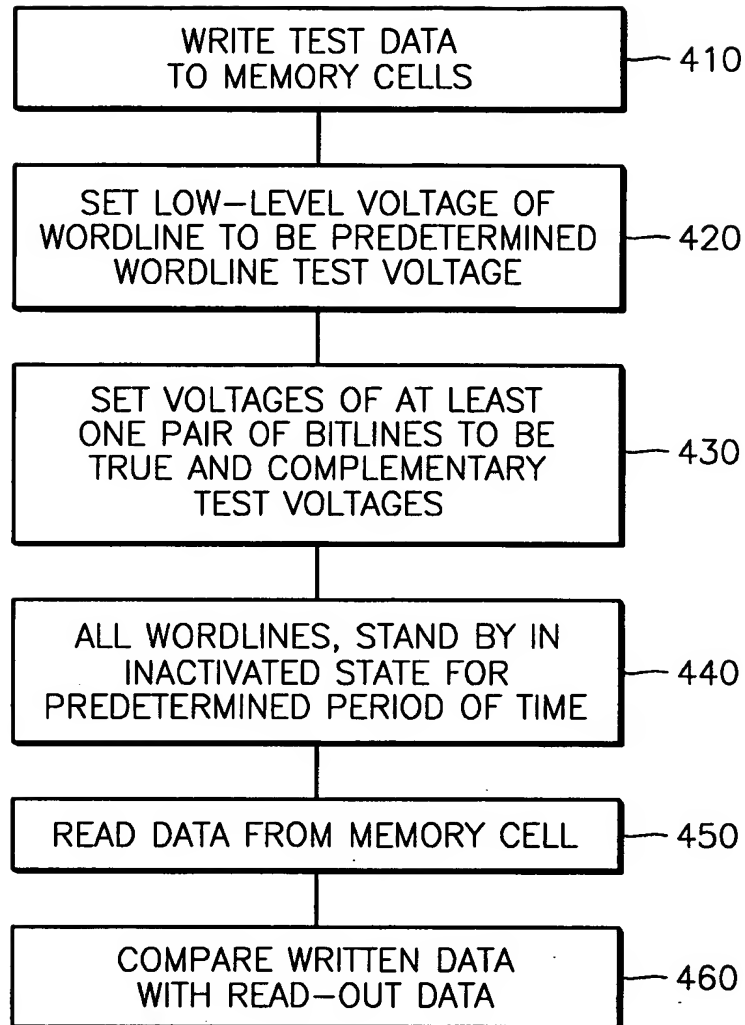 WRITE TEST DATA
TO MEMORY CELLS
410
SET LOW-LEVEL VOLTAGE OF
WORDLINE TO BE PREDETERMINED
WORDLINE TEST VOLTAGE
420
SET VOLTAGES OF AT LEAST
ONE PAIR OF BITLINES TO BE
TRUE AND COMPLEMENTARY
TEST VOLTAGES
430
ALL WORDLINES, STAND BY IN
INACTIVATED STATE FOR
PREDETERMINED PERIOD OF TIME
440
READ DATA FROM MEMORY CELL
450
COMPARE WRITTEN DATA
WITH READ-OUT DATA
460